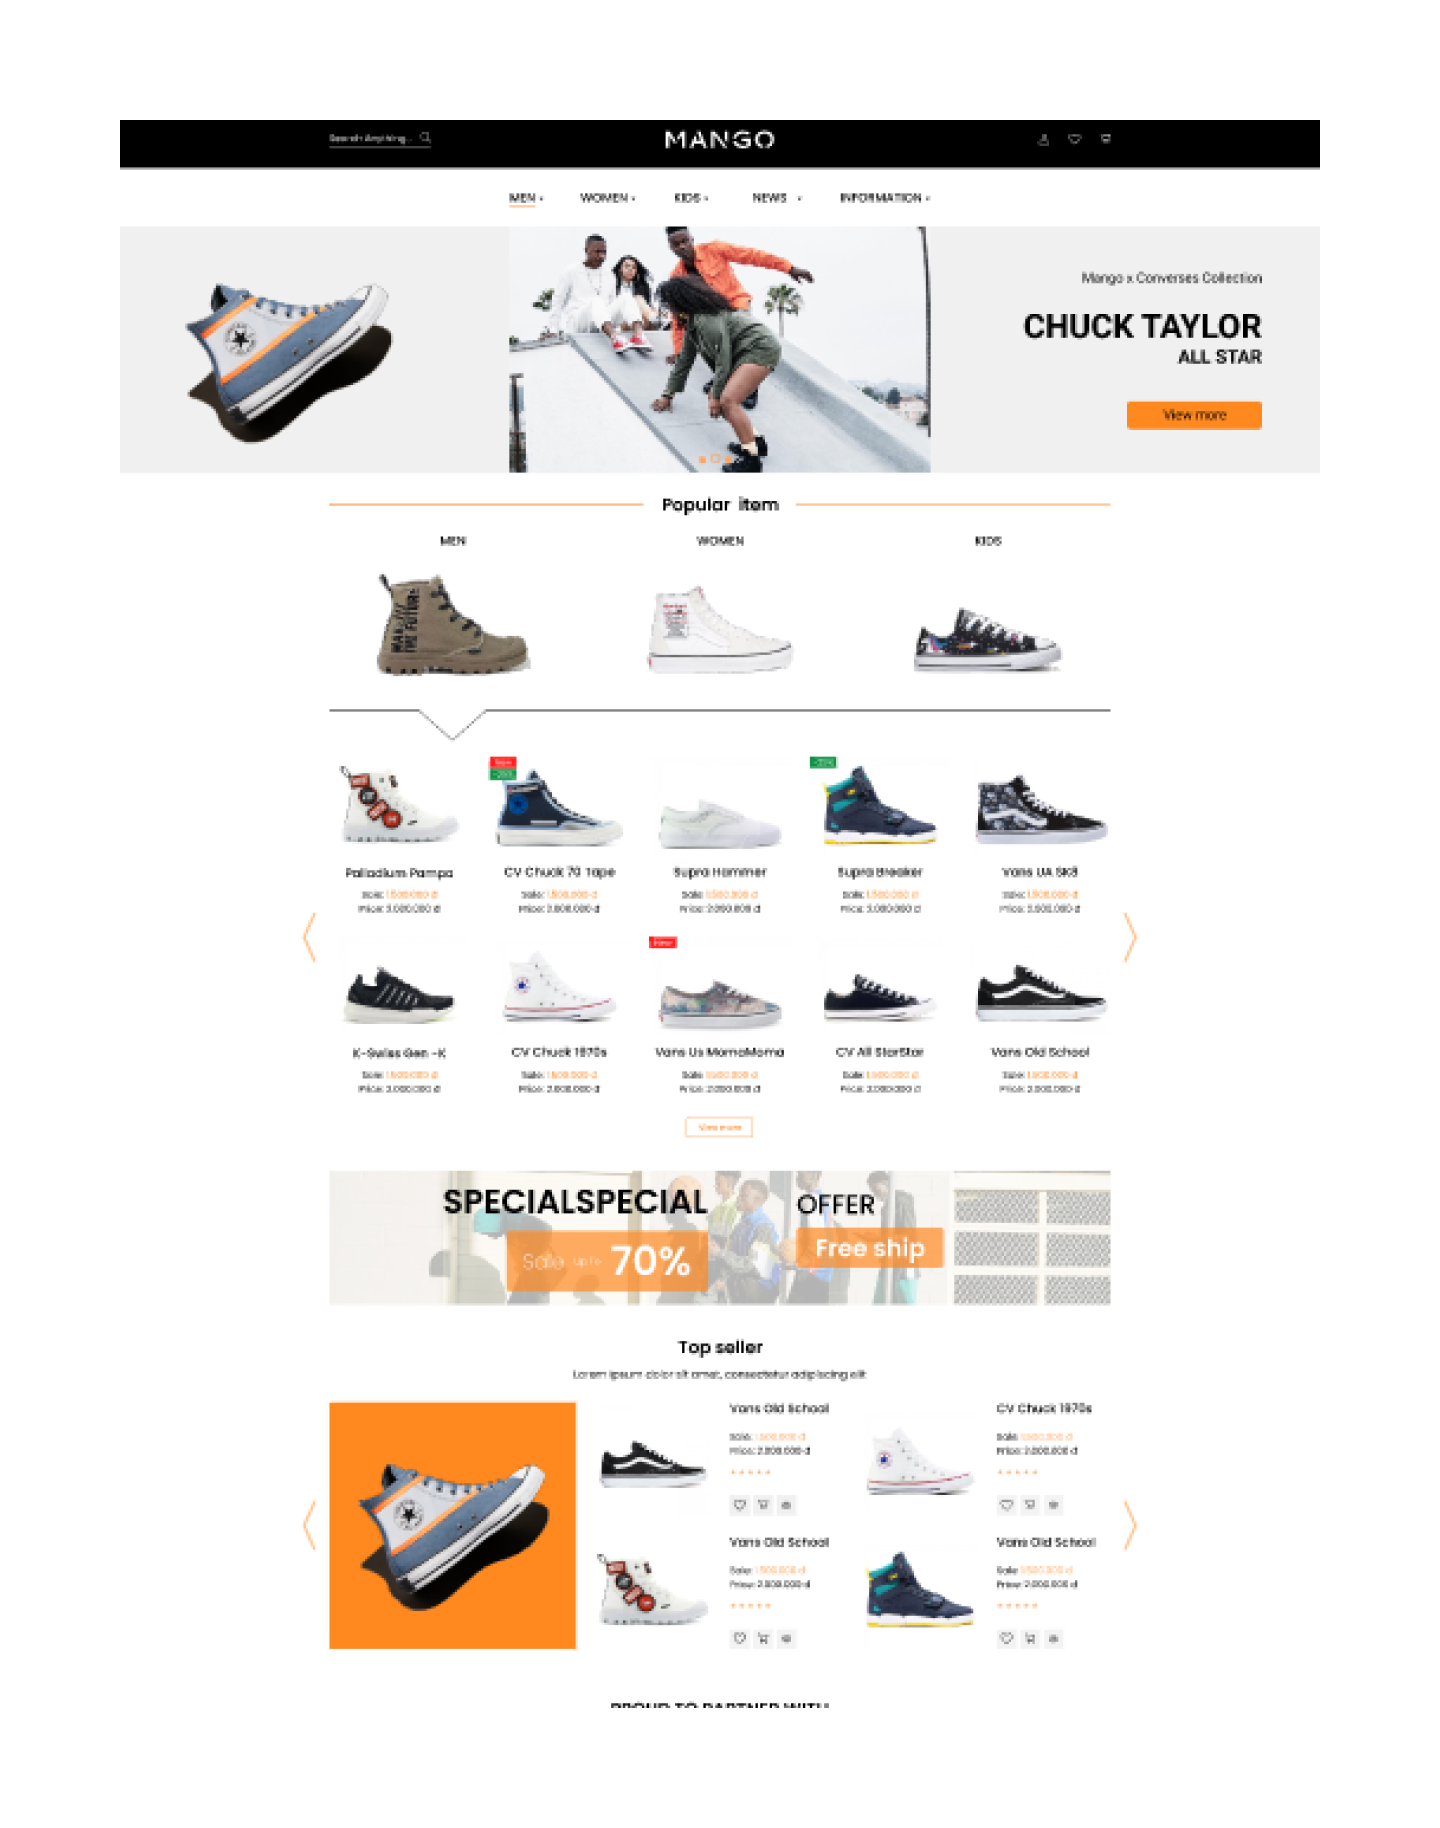 Search Anything...
MANGO
MEN
WOMEN
KIDS
NEWS
INFORMATION
Mango x Converses Collection
CHUCK TAYLOR
ALL STAR
View more
Popular item
MEN
WOMEN
KIDS
MAKE
THE FUTURE
New
-25%
-25%
Palladium Pampa
CV Chuck 70 Tape
Supra Hammer
Supra Breaker
Vans UA SK8
Sale: 1.500.000 đ
Sale: 1.500.000 đ
Sale: 1.500.000 đ
Sale: 1.500.000 đ
Sale: 1.500.000 đ
Price: 2.000.000 đ
Price: 2.000.000 đ
Price: 2.000.000 đ
Price: 2.000.000 đ
Price: 2.000.000 đ
New
K-Swiss Gen -K
CV Chuck 1970s
Vans Us MomaMoma
CV All StarStar
Vans Old School
Sale: 1.500.000 đ
Sale: 1.500.000 đ
Sale: 1.500.000 đ
Sale: 1.500.000 đ
Sale: 1.500.000 đ
Price: 2.000.000 đ
Price: 2.000.000 đ
Price: 2.000.000 đ
Price: 2.000.000 đ
Price: 2.000.000 đ
View more
SPECIALSPECIAL
OFFER
Sale up to 70%
Free ship
Top seller
Lorem ipsum dolor sit amet, consectetur adipiscing elit
Vans Old School
Sale: 1.500.000 đ
Price: 2.000.000 đ
CV Chuck 1970s
Sale: 1.500.000 đ
Price: 2.000.000 đ
Vans Old School
Sale: 1.500.000 đ
Price: 2.000.000 đ
Vans Old School
Sale: 1.500.000 đ
Price: 2.000.000 đ
PROUD TO PARTNER WITH